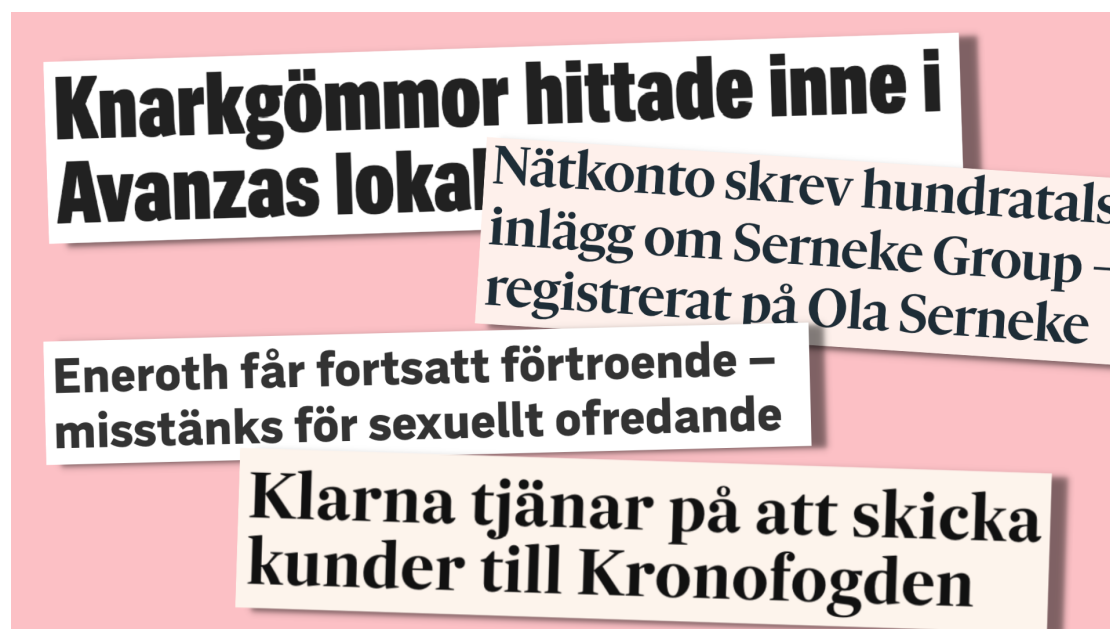 Knarkgömmor hittade inne i
Avanzas lokal
Nätkonto skrev hundratals
inlägg om Serneke Group –
registrerat på Ola Serneke
Eneroth får fortsatt förtroende –
misstänks för sexuellt ofredande
Klarna tjänar på att skicka
kunder till Kronofogden